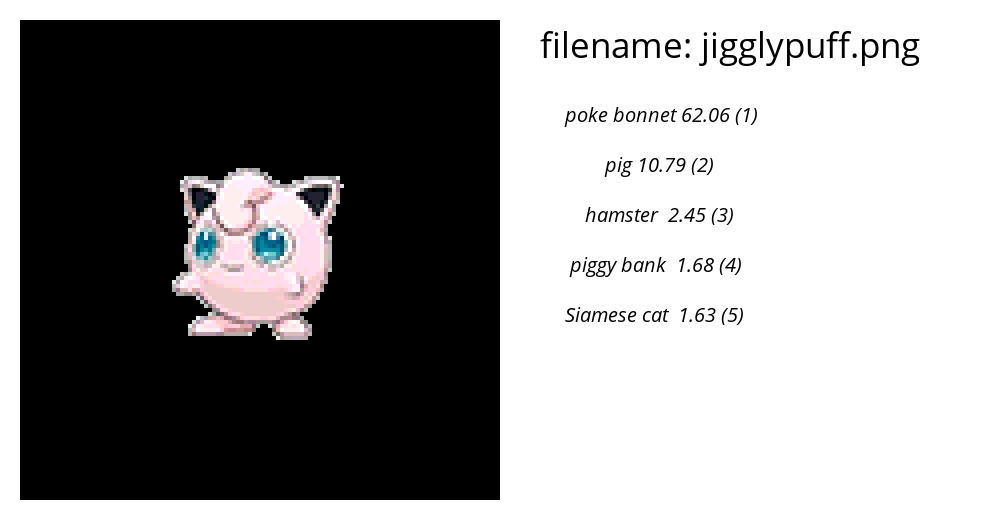 filename: jigglypuff.png
poke bonnet 62.06 (1)
pig 10.79 (2)
hamster 2.45 (3)
piggy bank 1.68 (4)
Siamese cat 1.63 (5)